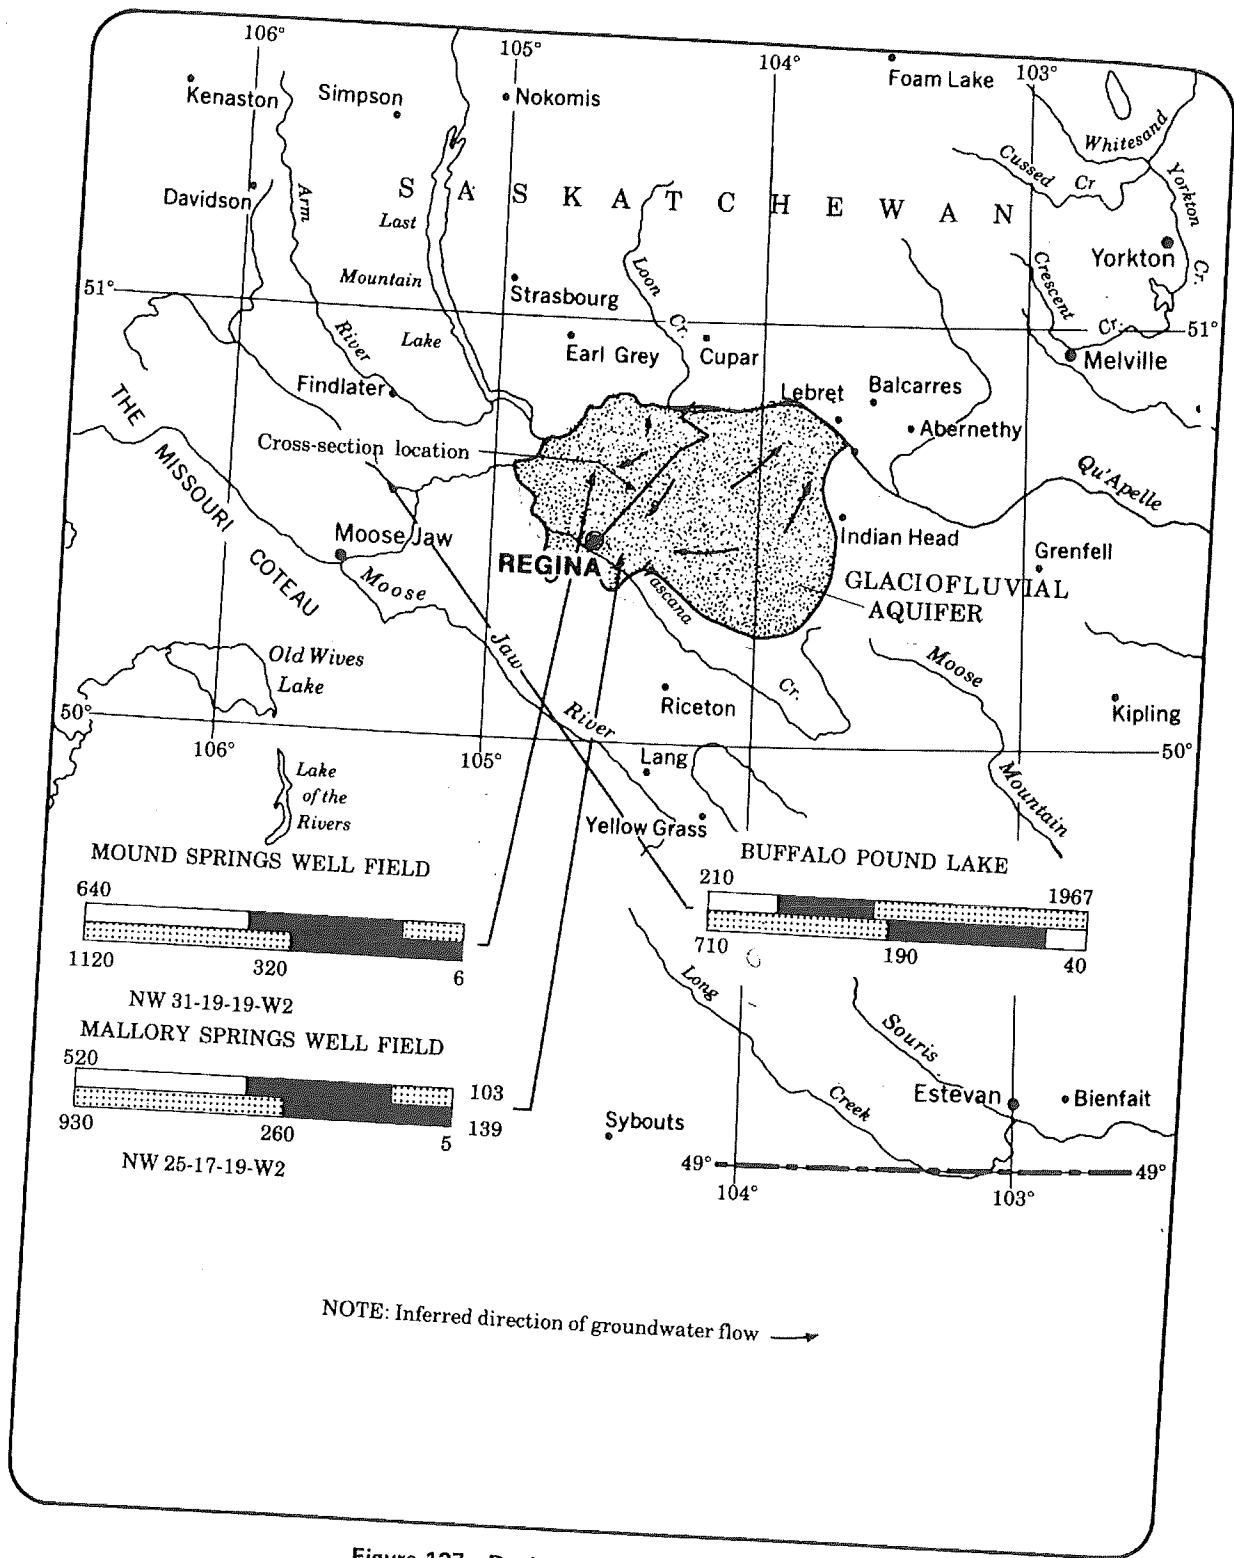 106°
105°
104°
103°
Foam Lake
Kenaston
Simpson
Nokomis
Whitesand
Cussed
Cr
Yorkton
Cr.
Davidson
Arm
River
SASKATCHEWAN
Last
Mountain
Lake
Loon
Cr.
Yorkton
Crescent
Cr.
51°
Strasbourg
51°
Earl Grey
Cupar
Melville
Findlater
Lebret
Balcarres
Abernethy
THE
MISSOURI
COTEAU
Cross-section location
Qu'Apelle
Moose Jaw
REGINA
Indian Head
Grenfell
Moose
Jaw
River
Wascana
Cr.
GLACIOFLUVIAL
AQUIFER
Old Wives
Lake
Moose
Mountain
Riceton
Kipling
50°
106°
105°
50°
Lake
of the
Rivers
Lang
Yellow Grass
MOUND SPRINGS WELL FIELD
640
1120
320
6
NW 31-19-19-W2
BUFFALO POUND LAKE
210
1967
710
190
40
MALLORY SPRINGS WELL FIELD
520
103
930
260
5
139
NW 25-17-19-W2
Long
Creek
Souris
Estevan
Bienfait
Sybouts
49°
49°
104°
103°
NOTE: Inferred direction of groundwater flow